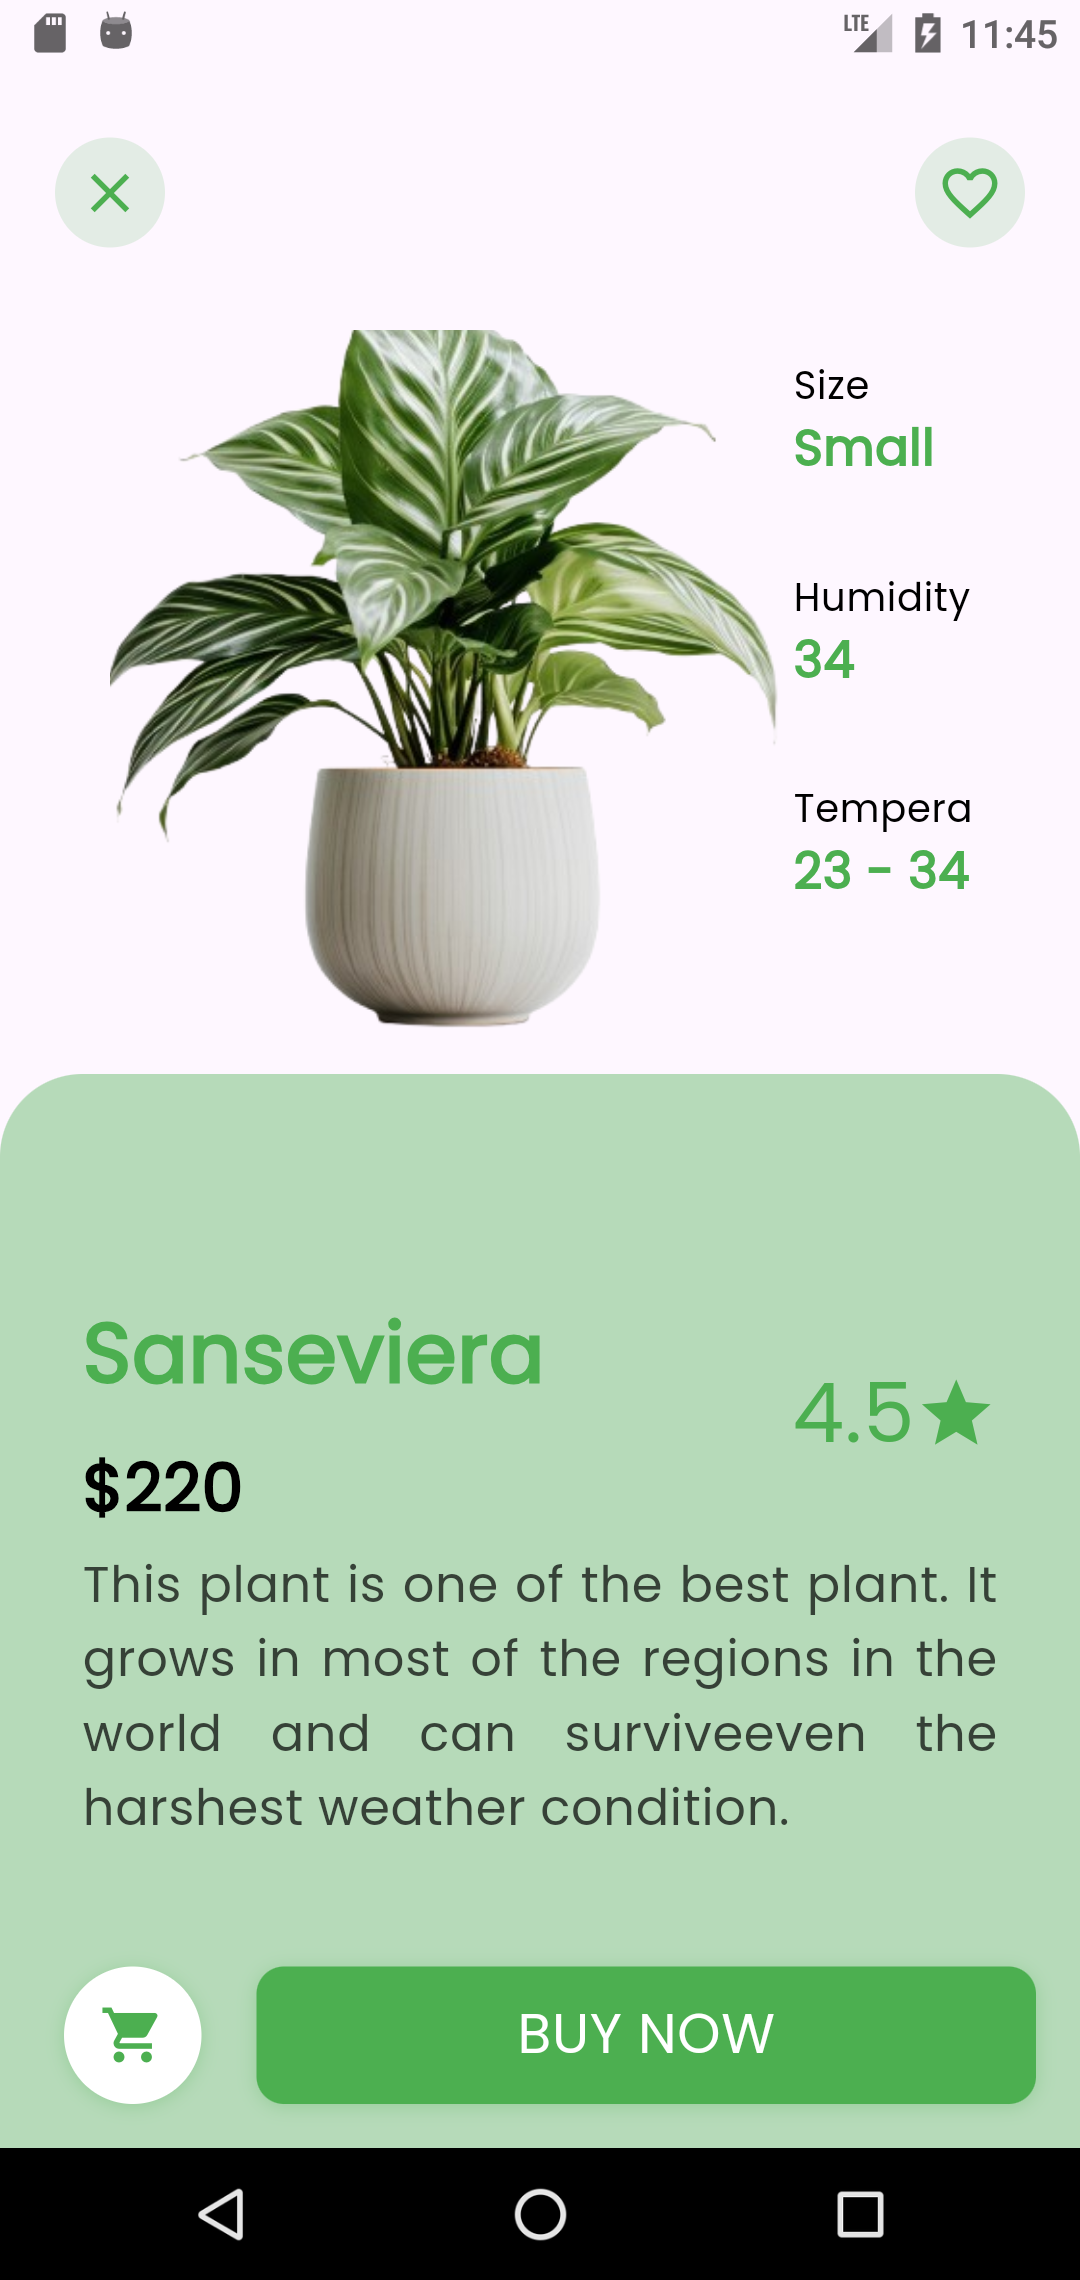 LTE 11:45
Size
Small
Humidity
34
Tempera
23 - 34
Sanseviera
4.5
$220
This plant is one of the best plant. It
grows in most of the regions in the
world and can surviveeven the
harshest weather condition.
BUY NOW